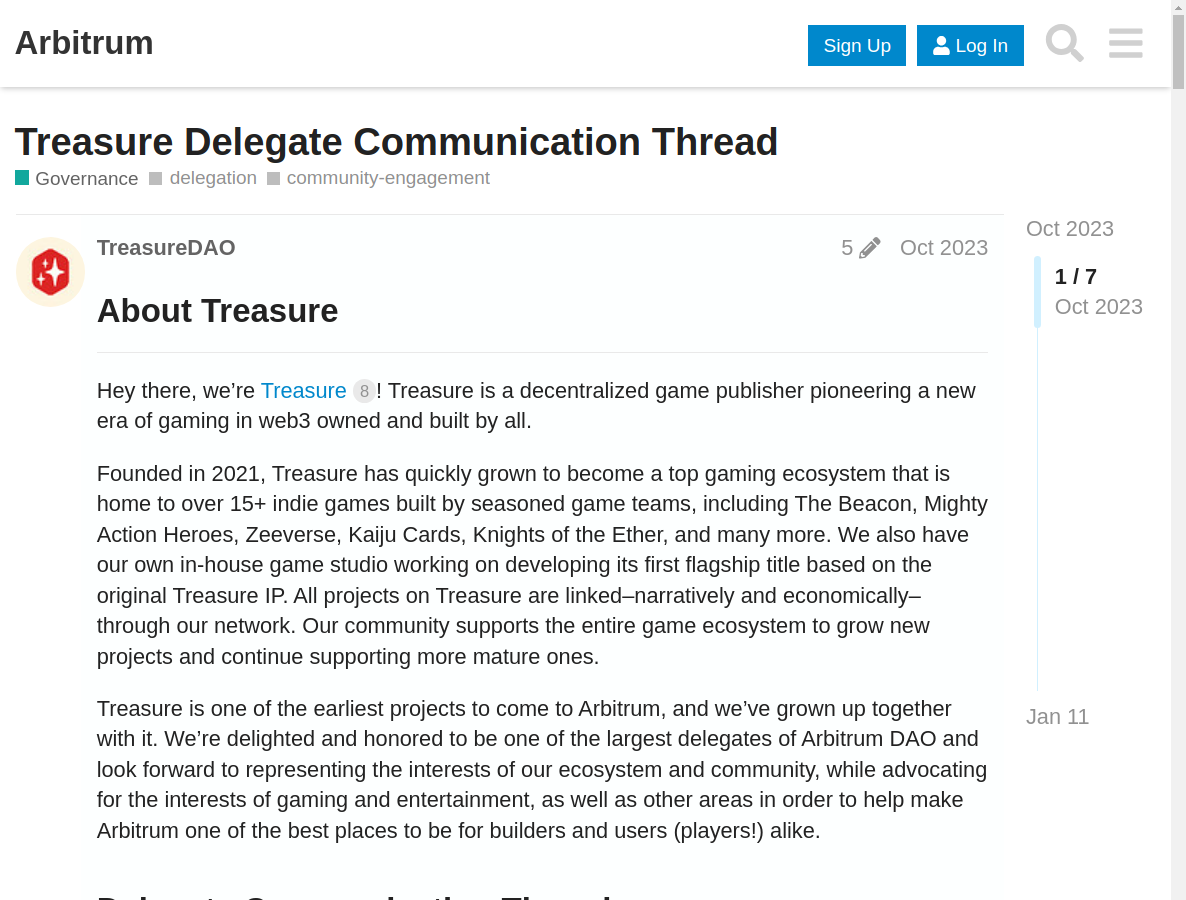 Arbitrum
Sign Up
Log In
Treasure Delegate Communication Thread
Governance delegation community-engagement
TreasureDAO
5
Oct 2023
About Treasure
Hey there, we’re Treasure 8! Treasure is a decentralized game publisher pioneering a new
era of gaming in web3 owned and built by all.
Founded in 2021, Treasure has quickly grown to become a top gaming ecosystem that is
home to over 15+ indie games built by seasoned game teams, including The Beacon, Mighty
Action Heroes, Zeeverse, Kaiju Cards, Knights of the Ether, and many more. We also have
our own in-house game studio working on developing its first flagship title based on the
original Treasure IP. All projects on Treasure are linked–narratively and economically–
through our network. Our community supports the entire game ecosystem to grow new
projects and continue supporting more mature ones.
Treasure is one of the earliest projects to come to Arbitrum, and we’ve grown up together
with it. We’re delighted and honored to be one of the largest delegates of Arbitrum DAO and
look forward to representing the interests of our ecosystem and community, while advocating
for the interests of gaming and entertainment, as well as other areas in order to help make
Arbitrum one of the best places to be for builders and users (players!) alike.
Delegate Communication Thread
Oct 2023
1 / 7
Oct 2023
Jan 11